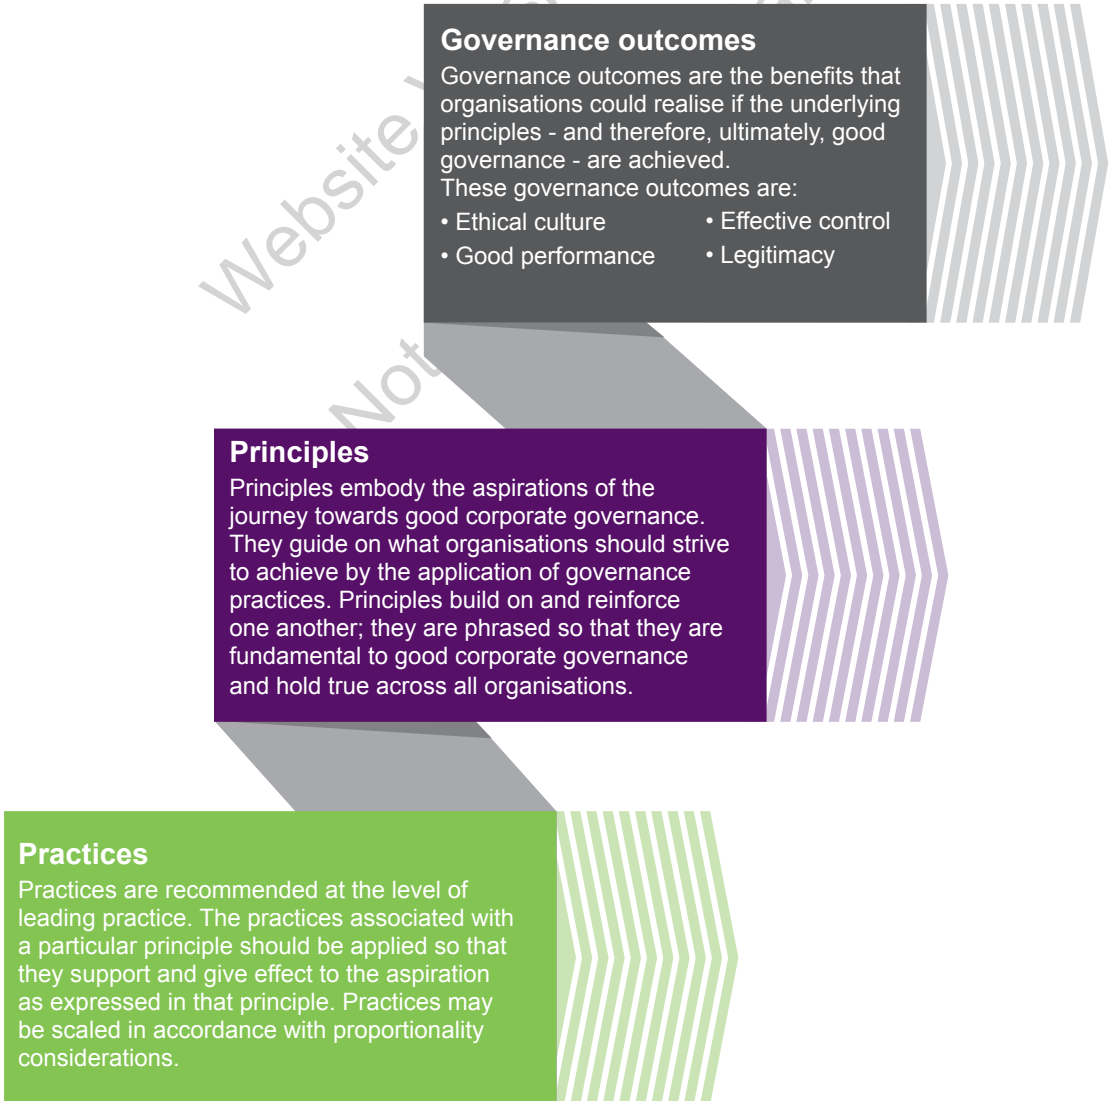 Governance outcomes
Governance outcomes are the benefits that
organisations could realise if the underlying
principles - and therefore, ultimately, good
governance - are achieved.
These governance outcomes are:
• Ethical culture • Effective control
• Good performance • Legitimacy
Website
Not
Principles
Principles embody the aspirations of the
journey towards good corporate governance.
They guide on what organisations should strive
to achieve by the application of governance
practices. Principles build on and reinforce
one another; they are phrased so that they are
fundamental to good corporate governance
and hold true across all organisations.
Practices
Practices are recommended at the level of
leading practice. The practices associated with
a particular principle should be applied so that
they support and give effect to the aspiration
as expressed in that principle. Practices may
be scaled in accordance with proportionality
considerations.